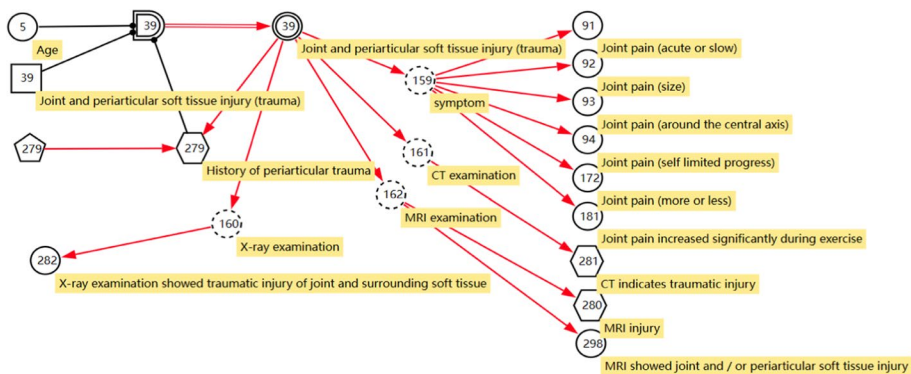 5
39
39
91
Age
Joint and periarticular soft tissue injury (trauma)
Joint pain (acute or slow)
92
39
159
Joint pain (size)
Joint and periarticular soft tissue injury (trauma)
symptom
93
Joint pain (around the central axis)
94
279
279
161
Joint pain (self limited progress)
History of periarticular trauma
CT examination
172
162
Joint pain (more or less)
MRI examination
181
160
X-ray examination
Joint pain increased significantly during exercise
282
281
X-ray examination showed traumatic injury of joint and surrounding soft tissue
CT indicates traumatic injury
280
MRI injury
298
MRI showed joint and / or periarticular soft tissue injury